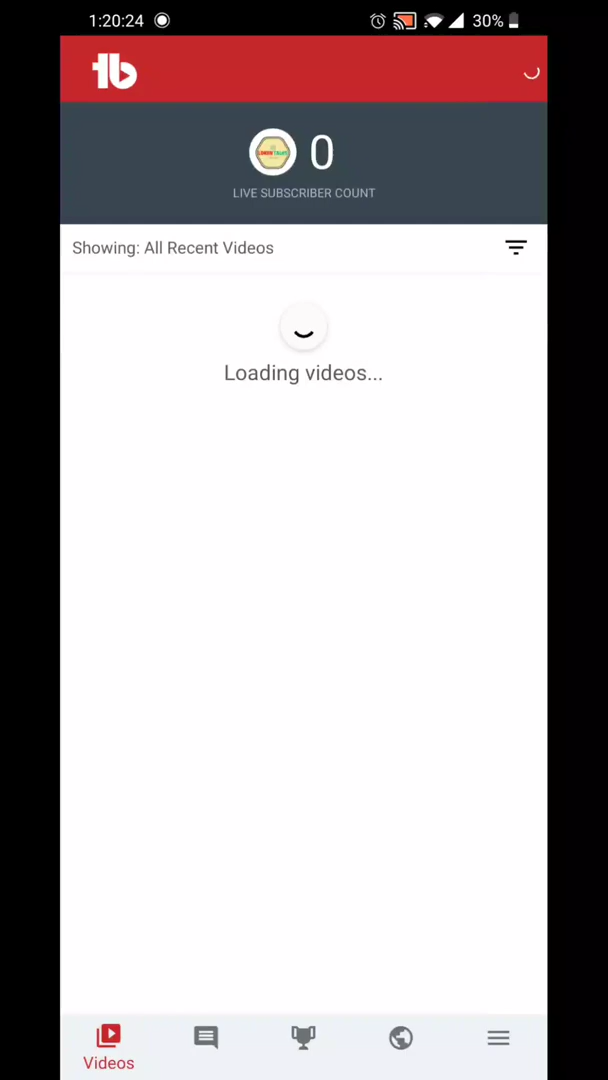 1:20:24
30%
tb
0
LIVE SUBSCRIBER COUNT
Showing: All Recent Videos
Loading videos...
Videos